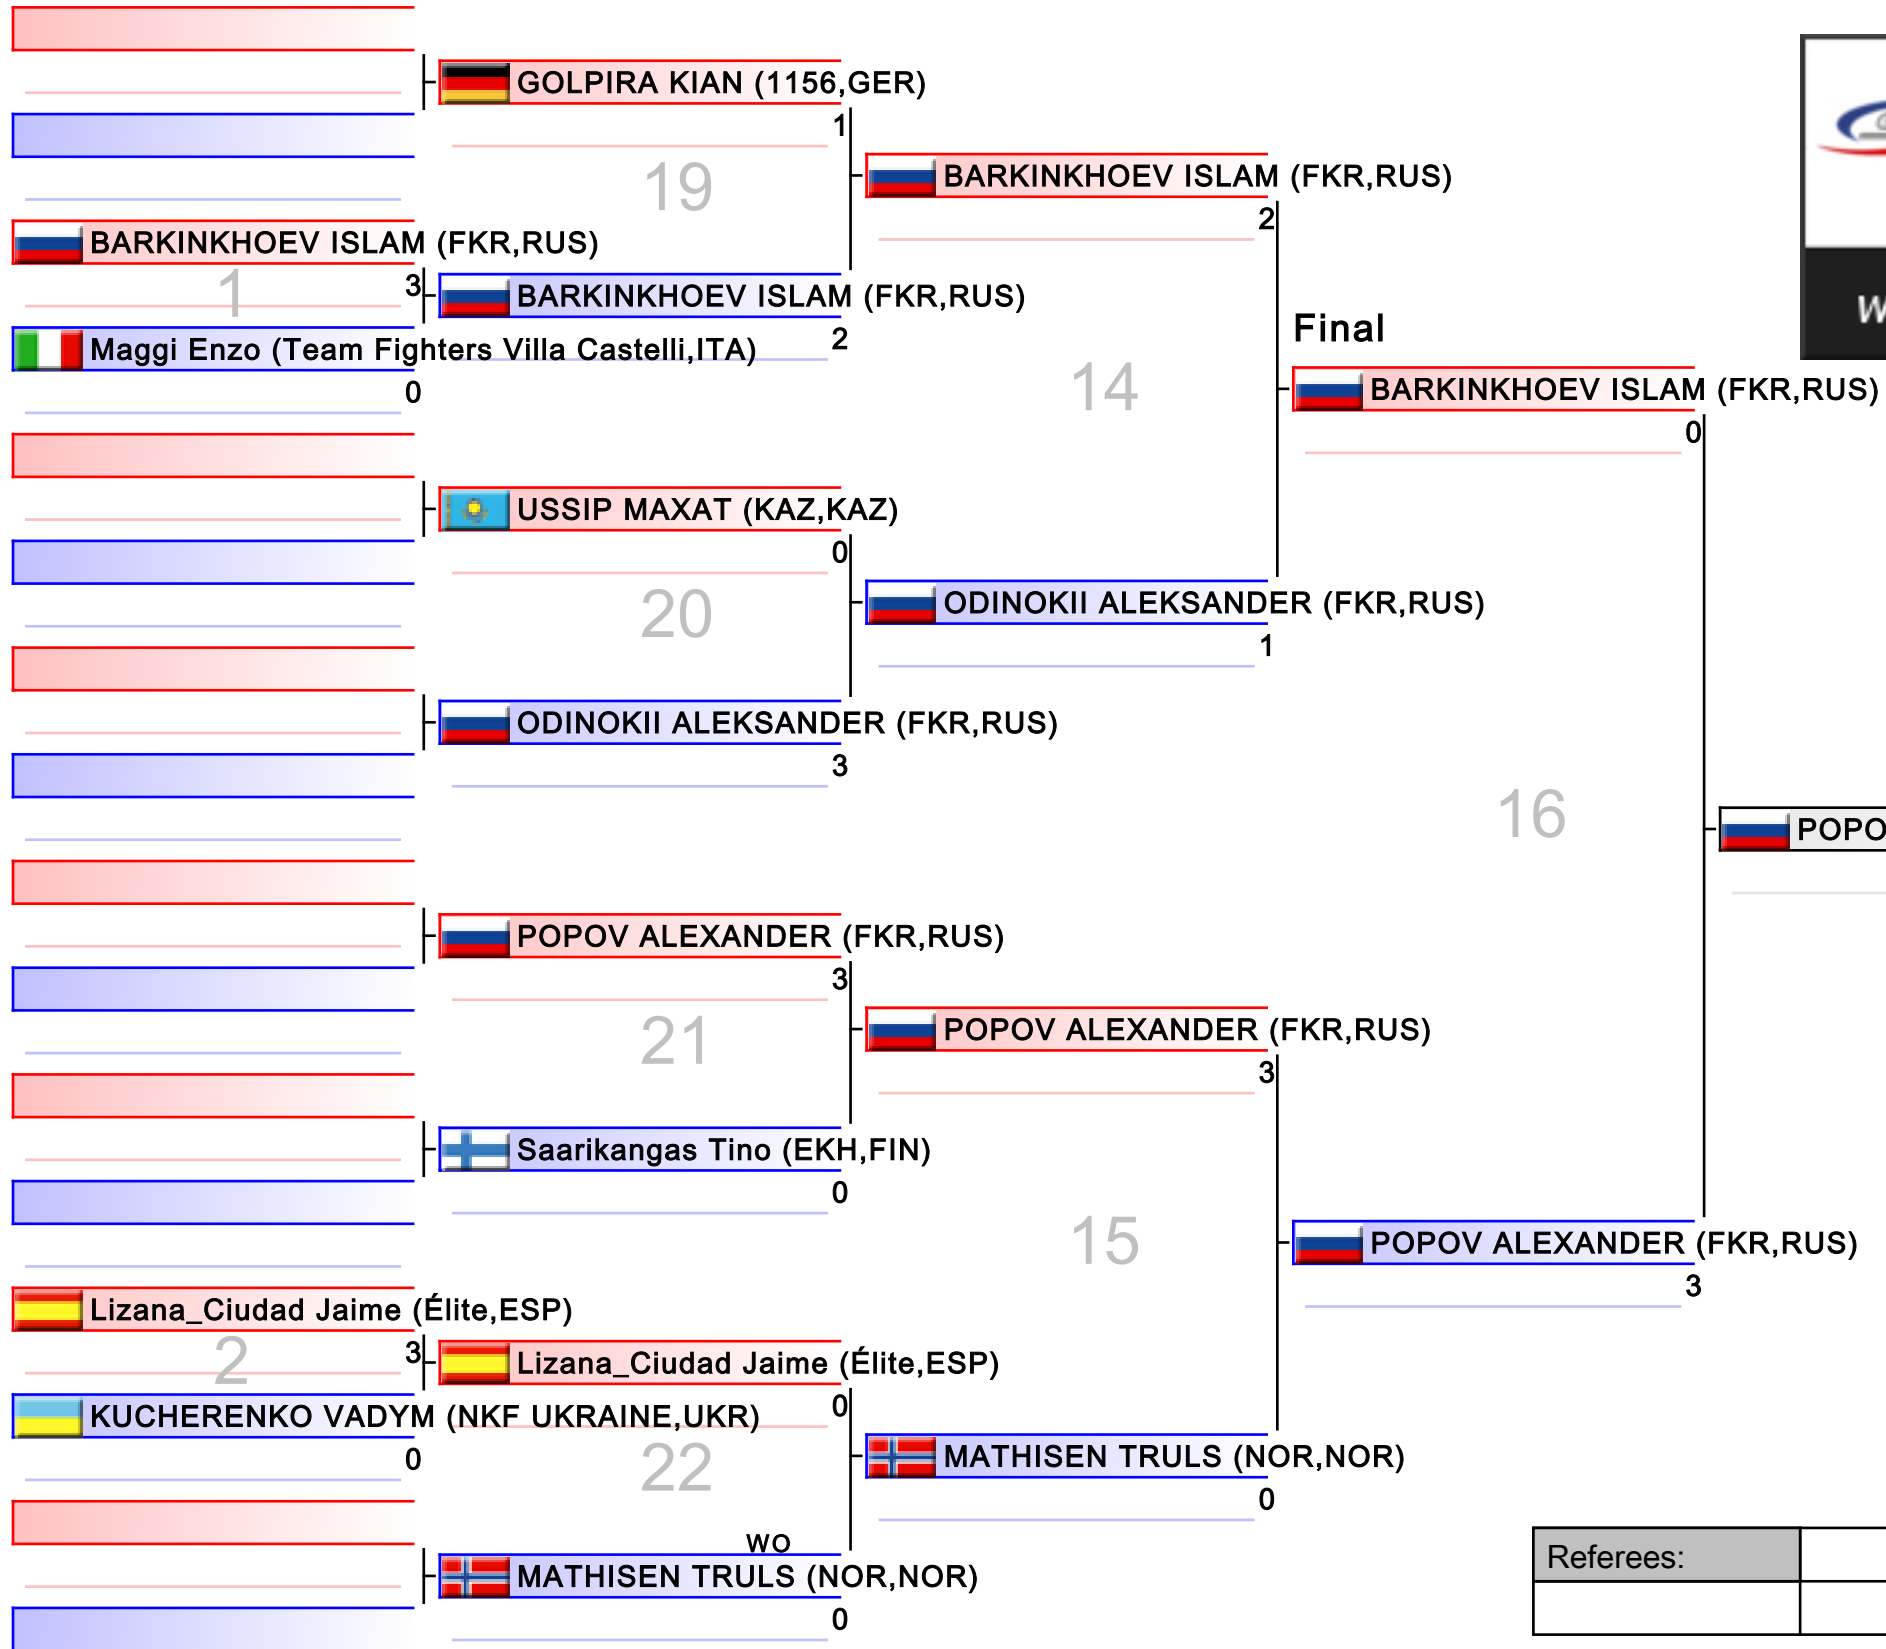 GOLPIRA KIAN (1156,GER)
1
19
BARKINKHOEV ISLAM (FKR,RUS)
2
BARKINKHOEV ISLAM (FKR,RUS)
1
3
BARKINKHOEV ISLAM (FKR,RUS)
2
Maggi Enzo (Team Fighters Villa Castelli,ITA)
0
14
Final
BARKINKHOEV ISLAM (FKR,RUS)
0
USSIP MAXAT (KAZ,KAZ)
0
20
ODINOKII ALEKSANDER (FKR,RUS)
1
ODINOKII ALEKSANDER (FKR,RUS)
3
16
POPO
POPOV ALEXANDER (FKR,RUS)
3
21
POPOV ALEXANDER (FKR,RUS)
3
Saarikangas Tino (EKH,FIN)
0
15
POPOV ALEXANDER (FKR,RUS)
3
Lizana_Ciudad Jaime (Élite,ESP)
2
3
Lizana_Ciudad Jaime (Élite,ESP)
0
KUCHERENKO VADYM (NKF UKRAINE,UKR)
0
22
MATHISEN TRULS (NOR,NOR)
0
WO
MATHISEN TRULS (NOR,NOR)
0
Referees: